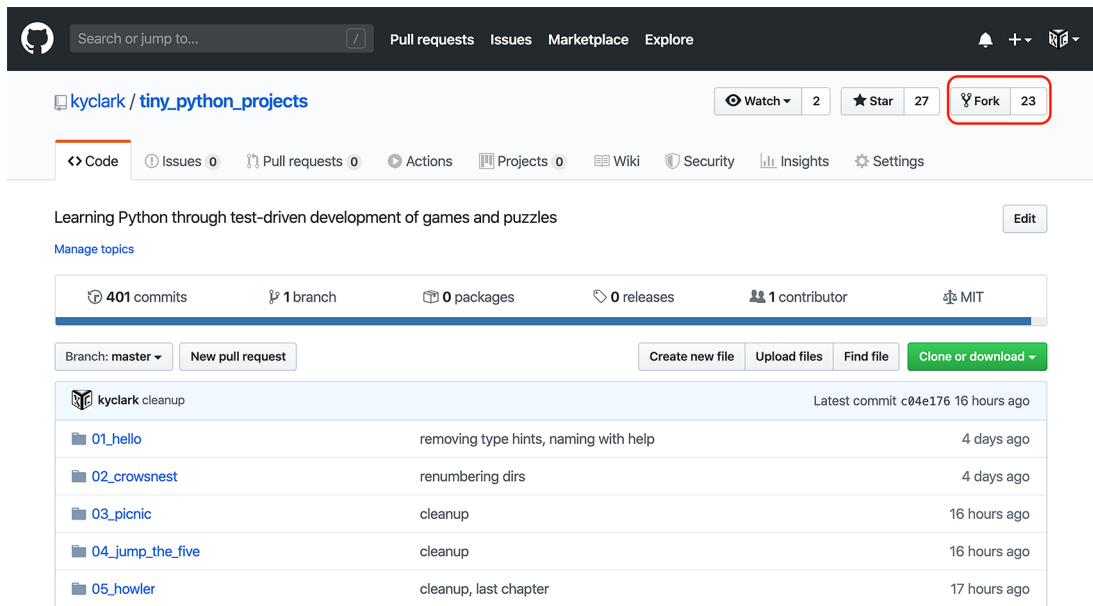 Search or jump to... / Pull requests Issues Marketplace Explore
kyclark / tiny_python_projects Watch 2 Star 27 Fork 23
Code Issues 0 Pull requests 0 Actions Projects 0 Wiki Security Insights Settings
Learning Python through test-driven development of games and puzzles Edit
Manage topics
401 commits 1 branch 0 packages 0 releases 1 contributor MIT
Branch: master New pull request Create new file Upload files Find file Clone or download
kyclark cleanup Latest commit c04e176 16 hours ago
01_hello removing type hints, naming with help 4 days ago
02_crowsnest renumbering dirs 4 days ago
03_picnic cleanup 16 hours ago
04_jump_the_five cleanup 16 hours ago
05_howler cleanup, last chapter 17 hours ago